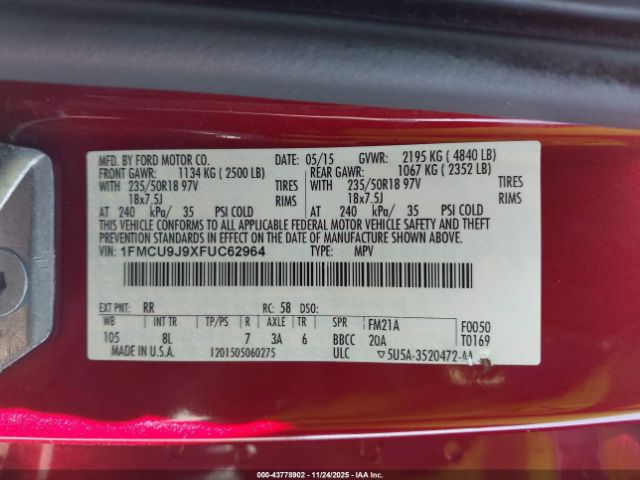 MFD. BY FORD MOTOR CO. DATE: 05/15 GVWR: 2195 KG ( 4840 LB)
FRONT GAWR: 1134 KG ( 2500 LB) REAR GAWR: 1067 KG ( 2352 LB)
WITH 235/50R18 97V TIRES WITH 235/50R18 97V TIRES
18x7.5J RIMS 18x7.5J RIMS
AT 240 kPa/ 35 PSI COLD AT 240 kPa/ 35 PSI COLD
THIS VEHICLE CONFORMS TO ALL APPLICABLE FEDERAL MOTOR VEHICLE SAFETY AND THEFT
PREVENTION STANDARDS IN EFFECT ON THE DATE OF MANUFACTURE SHOWN ABOVE.
VIN: 1FMCU9J9XFUC62964 TYPE: MPV
EXT PNT: RR RC: 58 DSO:
WB INT TR TP/PS R AXLE TR SPR FM21A F0050
105 8L 7 3A 6 BBCC 20A T0169
MADE IN U.S.A. 1201505060275 ULC 5U5A-3520472-AA
000-43778902 - 11/24/2025 - IAA Inc.